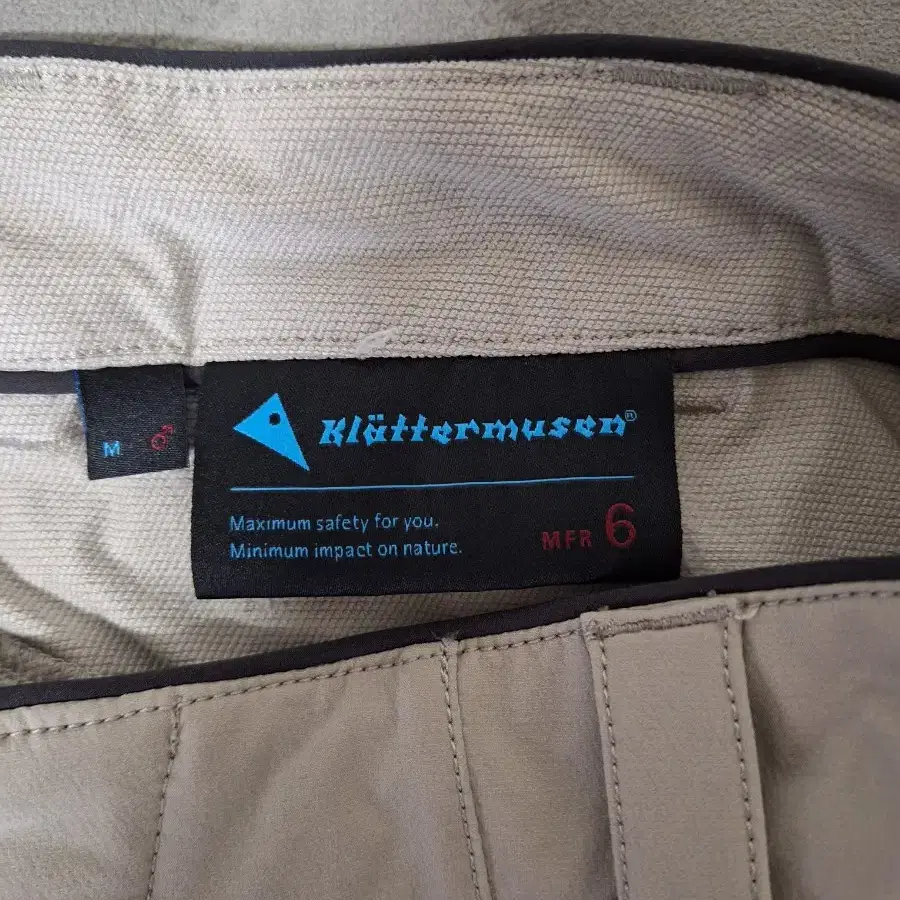 M ♂
Klättermusen®
Maximum safety for you.
Minimum impact on nature.
MFR 6